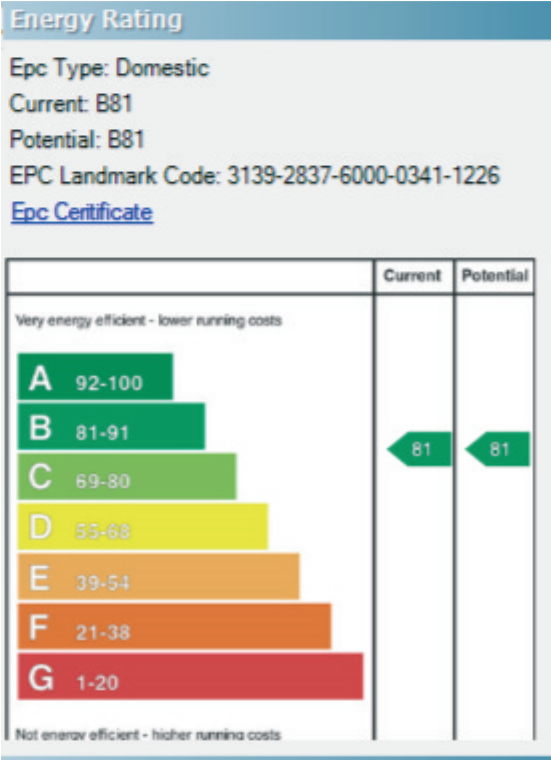 Energy Rating
Epc Type: Domestic
Current: B81
Potential: B81
EPC Landmark Code: 3139-2837-6000-0341-1226
Epc Ceritificate
Current Potential
Very energy efficient - lower running costs
A 92-100
B 81-91
81 81
C 69-80
D 55-68
E 39-54
F 21-38
G 1-20
Not energy efficient - higher running costs